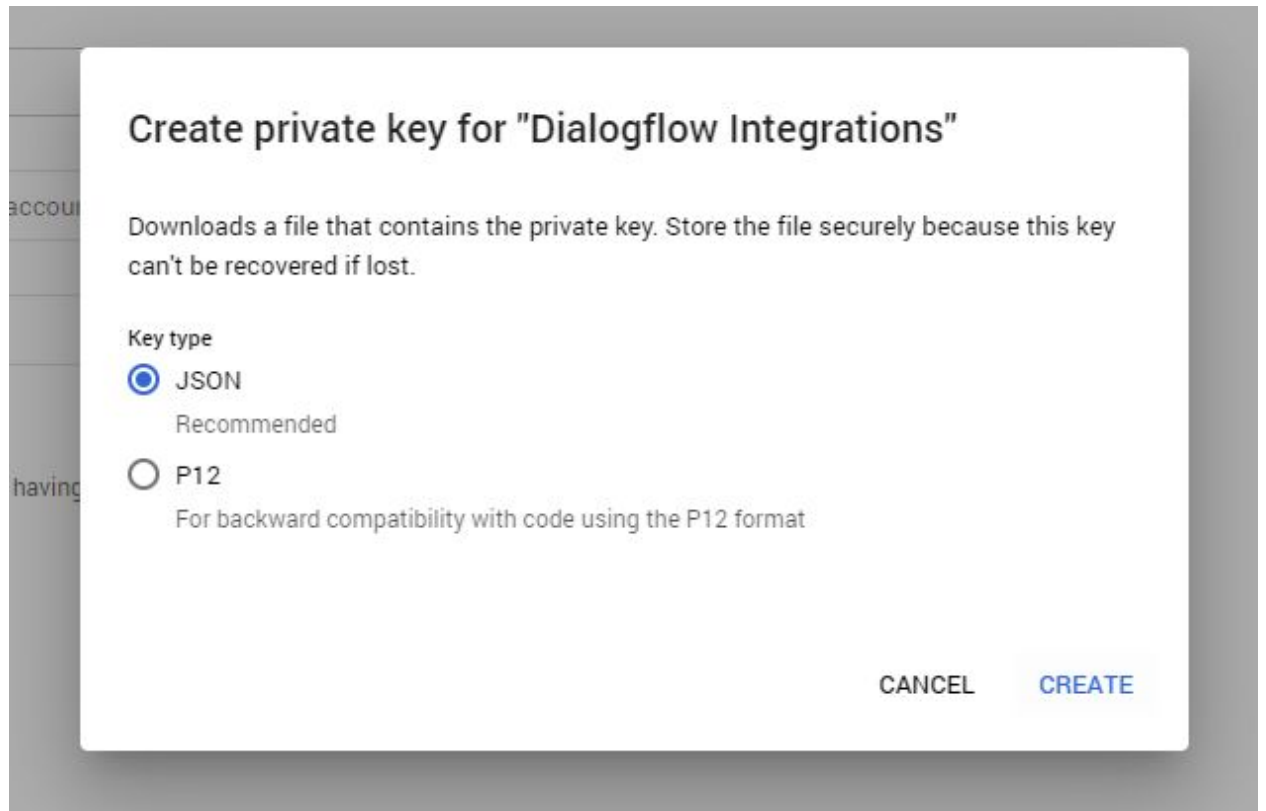 Create private key for "Dialogflow Integrations"
Downloads a file that contains the private key. Store the file securely because this key
can't be recovered if lost.
Key type
JSON
Recommended
P12
For backward compatibility with code using the P12 format
having
CANCEL
CREATE